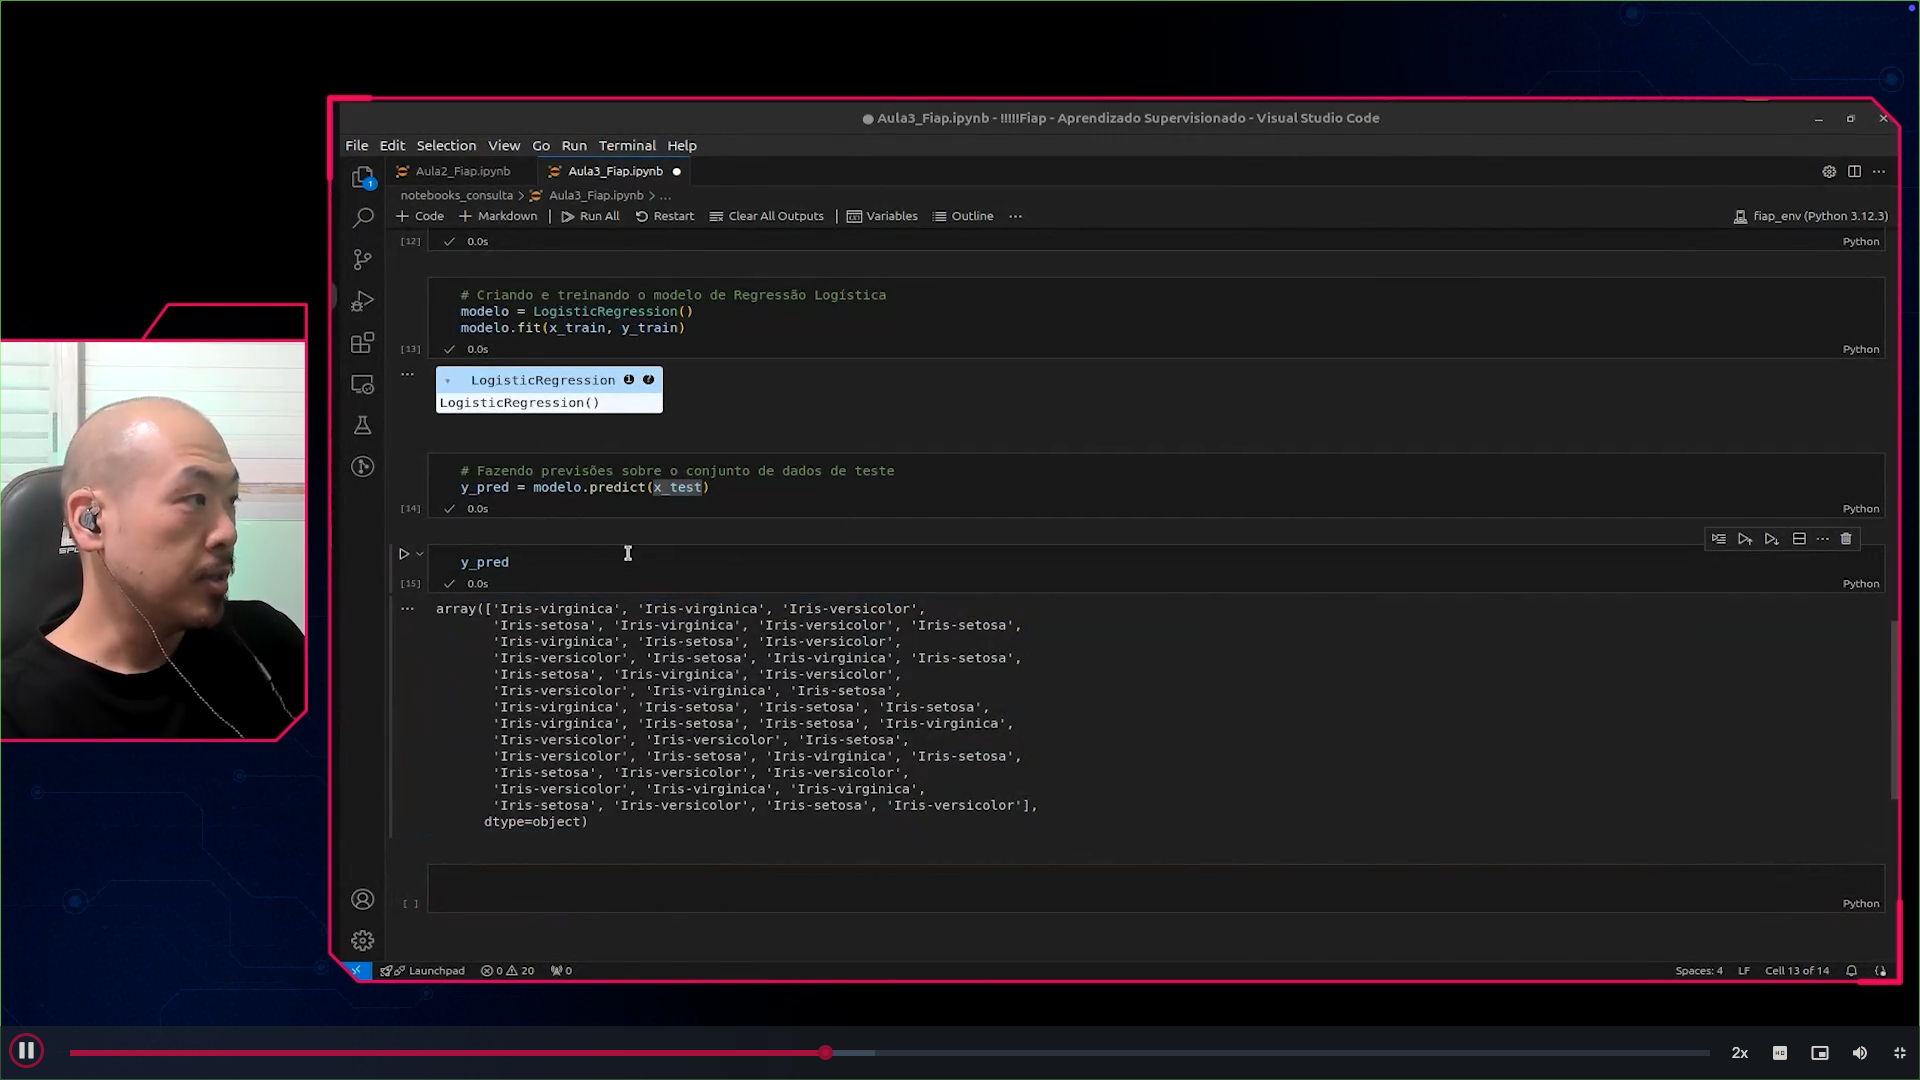 Aula3_Fiap.ipynb - !!!!!Fiap - Aprendizado Supervisionado - Visual Studio Code
File Edit Selection View Go Run Terminal Help
Aula2_Fiap.ipynb Aula3_Fiap.ipynb
notebooks_consulta > Aula3_Fiap.ipynb > ...
+ Code + Markdown | Run All Restart Clear All Outputs | Variables Outline ... fiap_env (Python 3.12.3)
[12] 0.0s Python
# Criando e treinando o modelo de Regressão Logística
modelo = LogisticRegression()
modelo.fit(x_train, y_train)
[13] 0.0s Python
LogisticRegression
LogisticRegression()
# Fazendo previsões sobre o conjunto de dados de teste
y_pred = modelo.predict(x_test)
[14] 0.0s Python
y_pred
[15] 0.0s Python
array(['Iris-virginica', 'Iris-virginica', 'Iris-versicolor',
'Iris-setosa', 'Iris-virginica', 'Iris-versicolor', 'Iris-setosa',
'Iris-virginica', 'Iris-setosa', 'Iris-versicolor',
'Iris-versicolor', 'Iris-setosa', 'Iris-virginica', 'Iris-setosa',
'Iris-setosa', 'Iris-virginica', 'Iris-versicolor',
'Iris-versicolor', 'Iris-virginica', 'Iris-setosa',
'Iris-virginica', 'Iris-setosa', 'Iris-setosa', 'Iris-setosa',
'Iris-virginica', 'Iris-setosa', 'Iris-setosa', 'Iris-virginica',
'Iris-versicolor', 'Iris-versicolor', 'Iris-setosa',
'Iris-versicolor', 'Iris-setosa', 'Iris-virginica', 'Iris-setosa',
'Iris-setosa', 'Iris-versicolor', 'Iris-versicolor',
'Iris-versicolor', 'Iris-virginica', 'Iris-virginica',
'Iris-setosa', 'Iris-versicolor', 'Iris-setosa', 'Iris-versicolor'],
dtype=object)
[ ] Python
Launchpad 0 20 0 Spaces: 4 LF Cell 13 of 14
2x HD